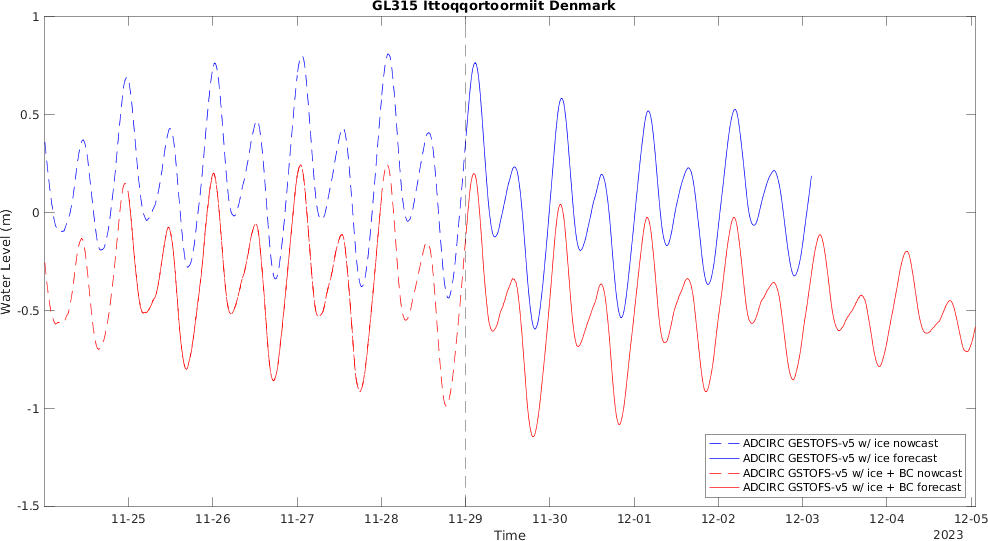 GL315 Ittoqqortoormiit Denmark
1
0.5
0
-0.5
-1
-1.5
Water Level (m)
11-25 11-26 11-27 11-28 11-29 11-30 12-01 12-02 12-03 12-04 12-05
Time
2023
ADCIRC GESTOFS-v5 w/ ice nowcast
ADCIRC GESTOFS-v5 w/ ice forecast
ADCIRC GSTOFS-v5 w/ ice + BC nowcast
ADCIRC GSTOFS-v5 w/ ice + BC forecast